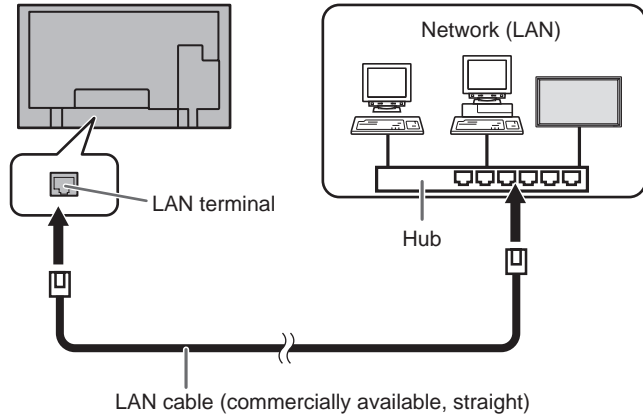 Network (LAN)
LAN terminal
Hub
LAN cable (commercially available, straight)